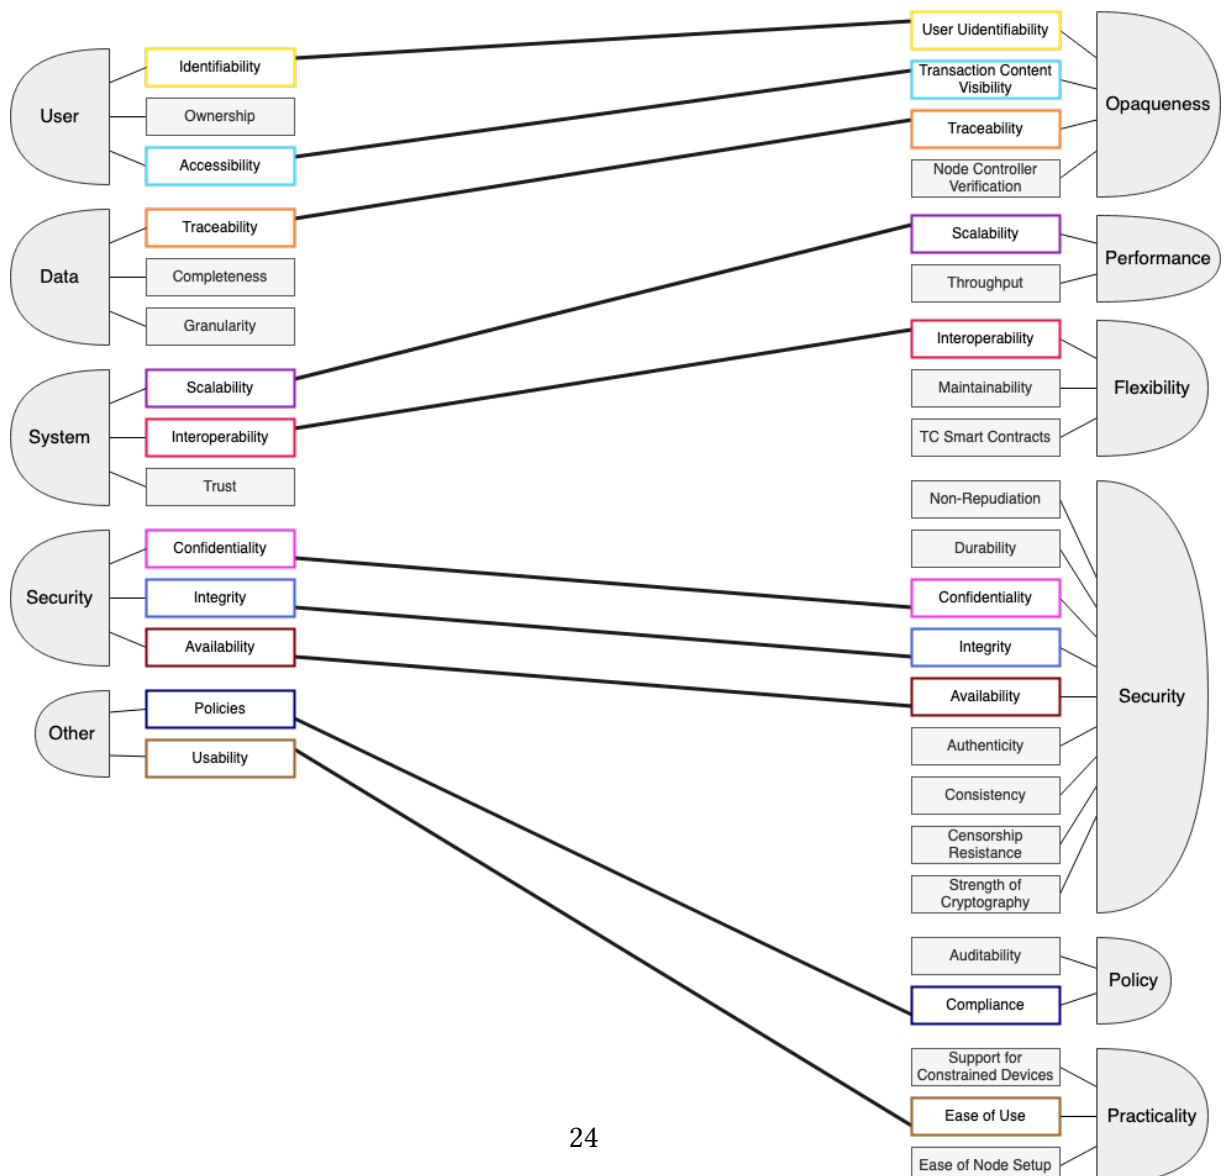 User
Identifiability
Ownership
Accessibility
Data
Traceability
Completeness
Granularity
System
Scalability
Interoperability
Trust
Security
Confidentiality
Integrity
Availability
Other
Policies
Usability
User Uidentifiability
Transaction Content
Visibility
Traceability
Node Controller
Verification
Opaqueness
Scalability
Throughput
Performance
Interoperability
Maintainability
TC Smart Contracts
Flexibility
Non-Repudiation
Durability
Confidentiality
Integrity
Availability
Authenticity
Consistency
Censorship
Resistance
Strength of
Cryptography
Security
Auditability
Compliance
Policy
Support for
Constrained Devices
Ease of Use
Ease of Node Setup
Practicality
24